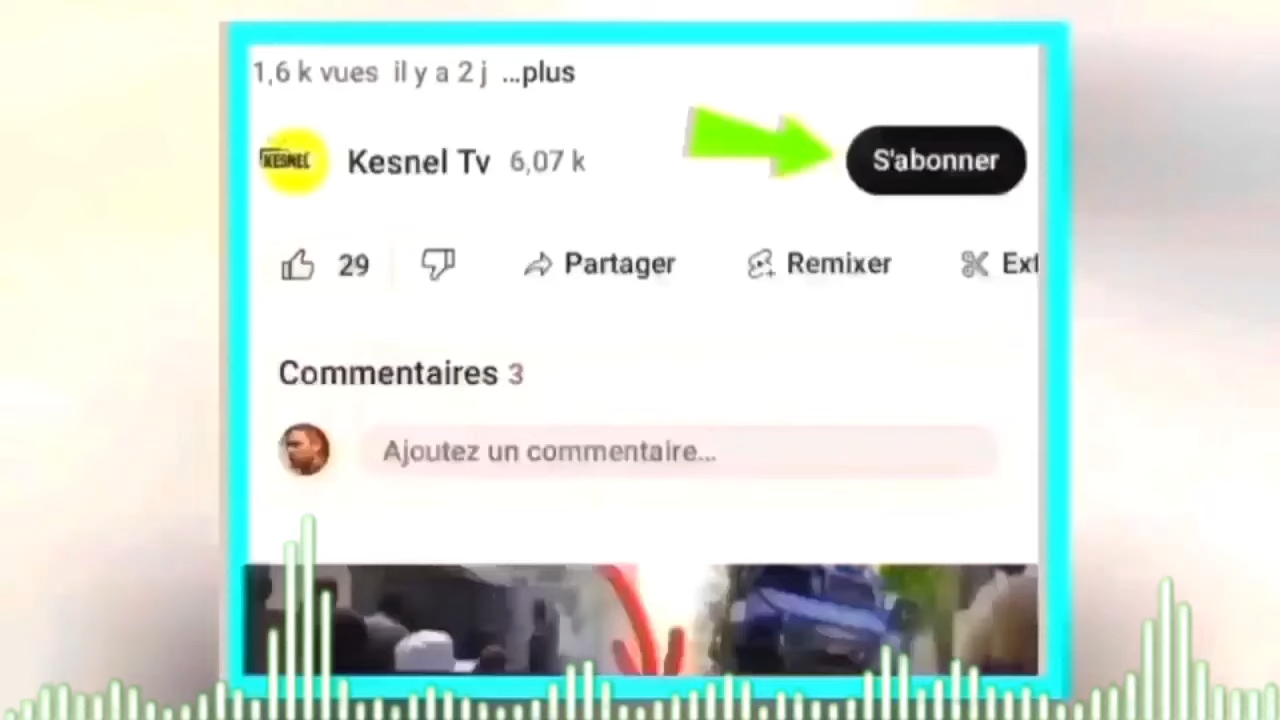 1,6 k vues il y a 2 j ...plus
KESNEL
Kesnel Tv 6,07 k
S'abonner
29
Partager
Remixer
Ext
Commentaires 3
Ajoutez un commentaire...